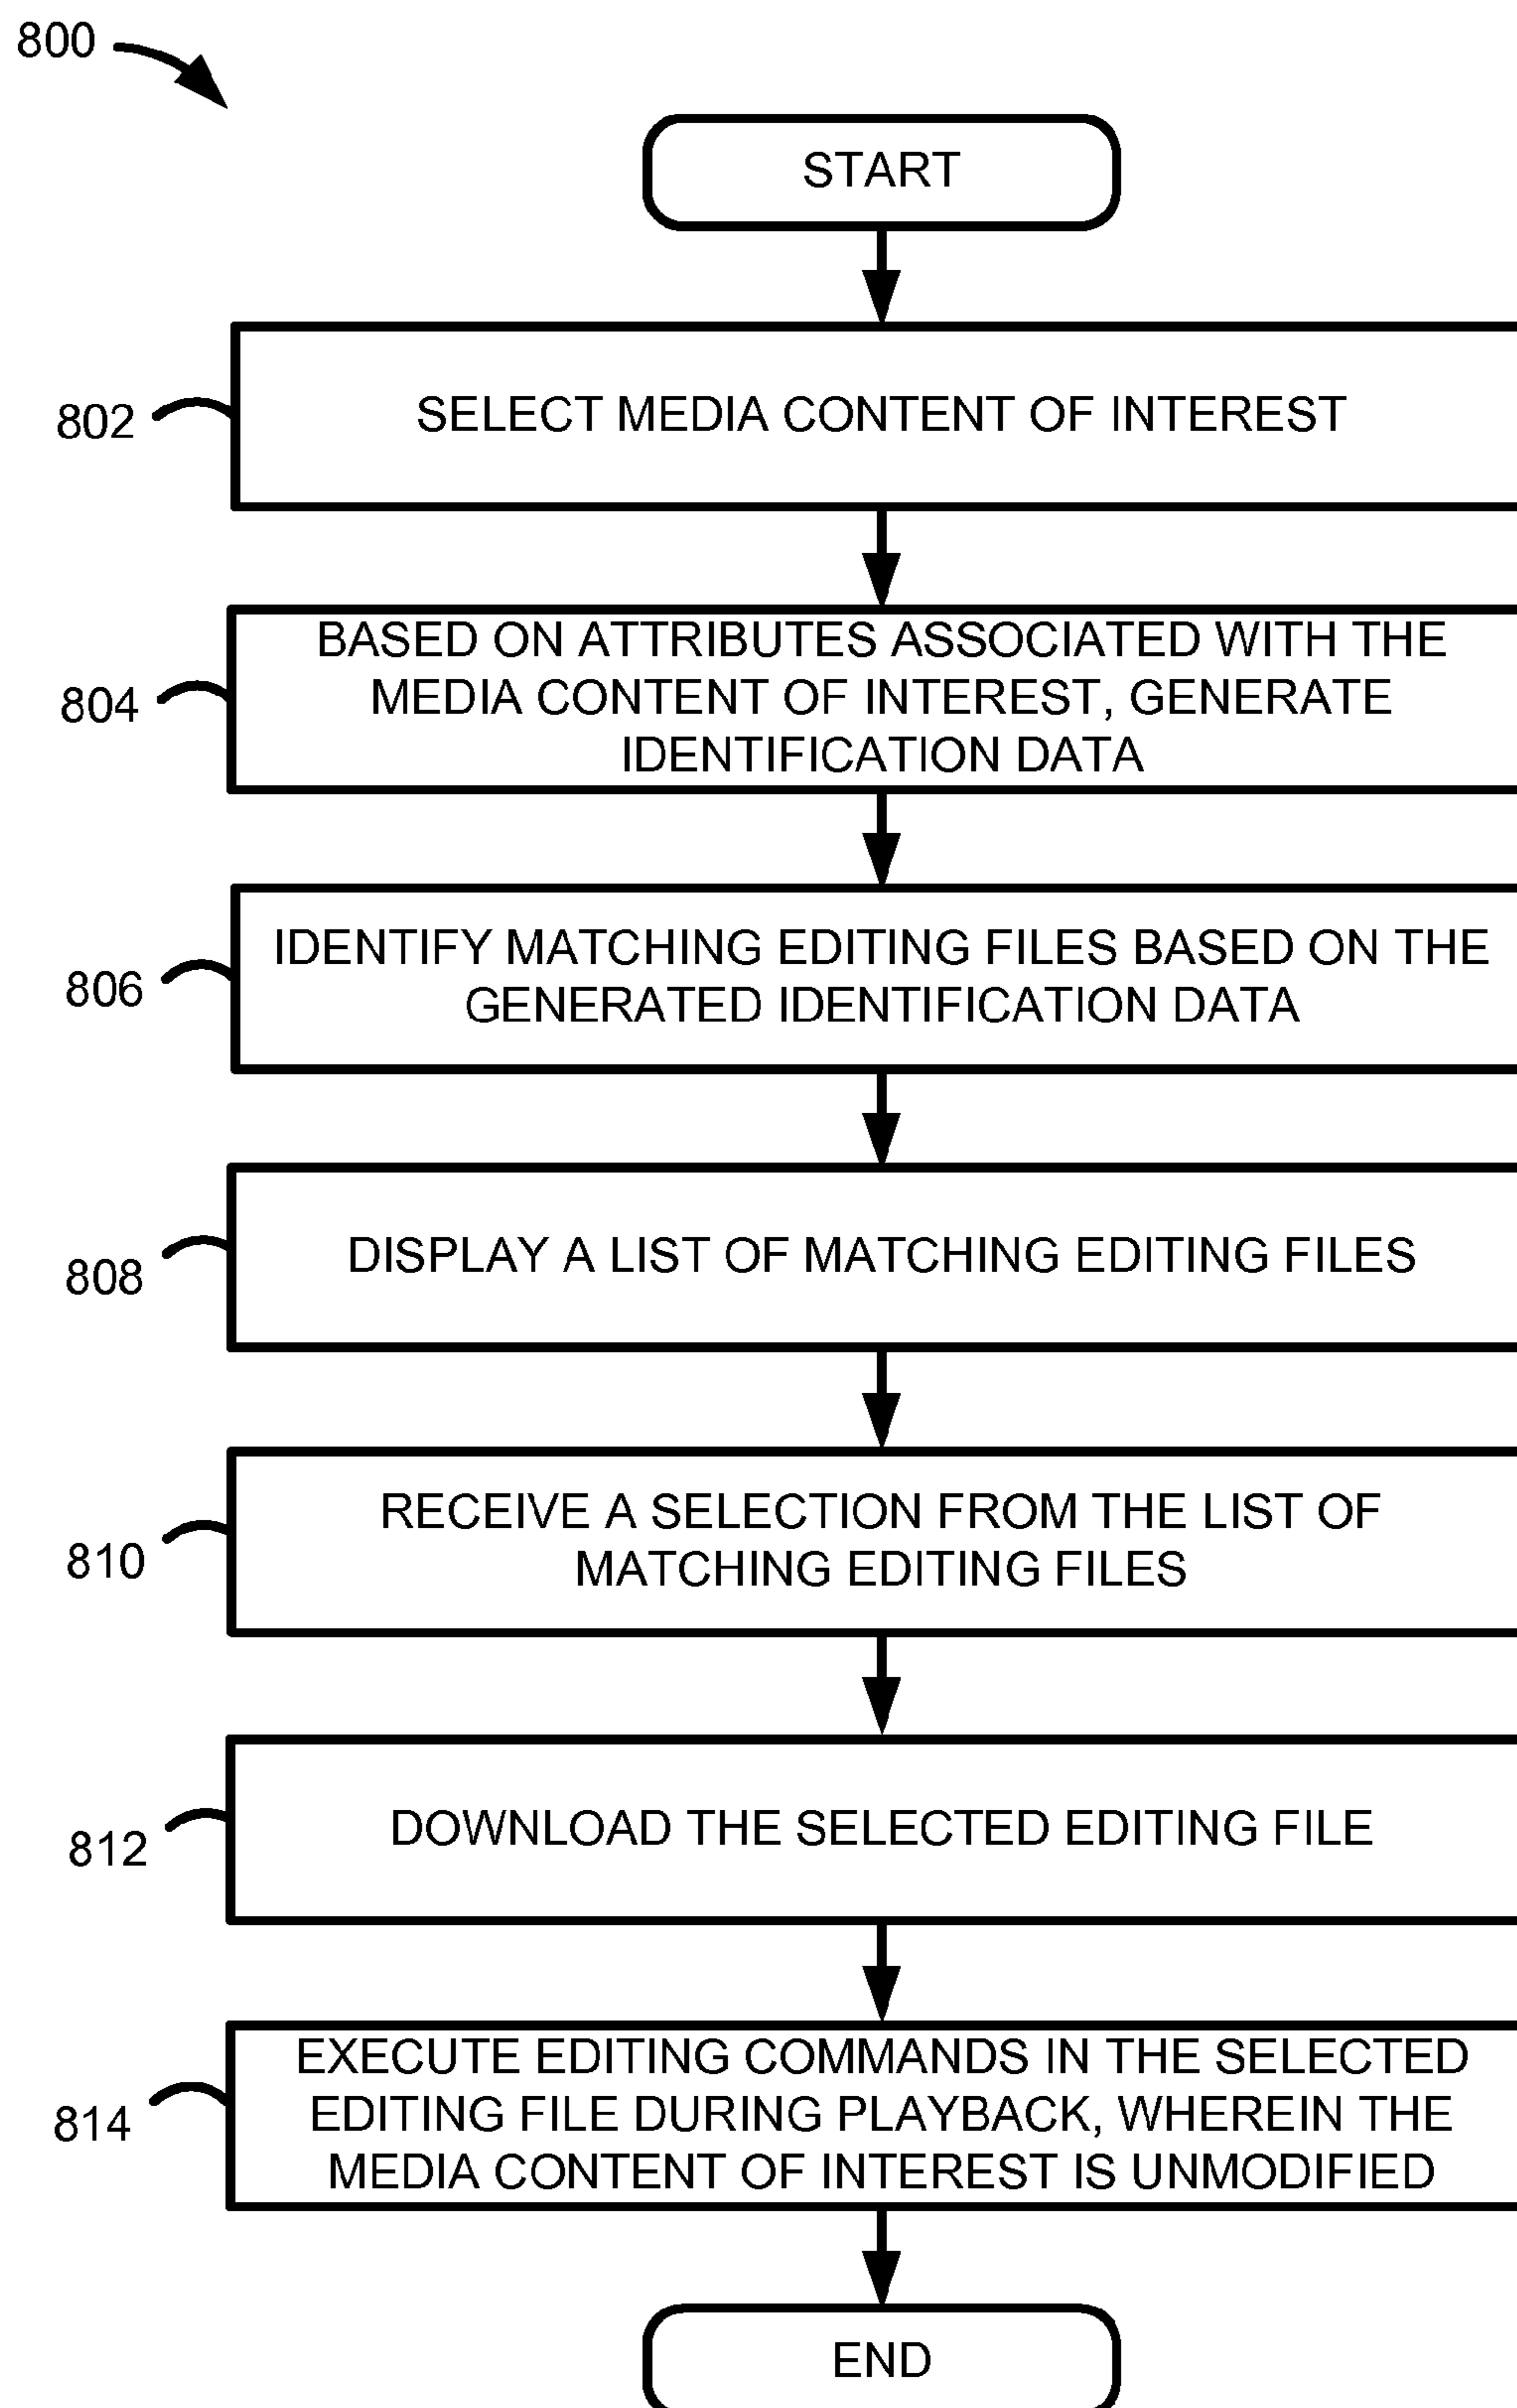 800
START
802
SELECT MEDIA CONTENT OF INTEREST
804
BASED ON ATTRIBUTES ASSOCIATED WITH THE
MEDIA CONTENT OF INTEREST, GENERATE
IDENTIFICATION DATA
806
IDENTIFY MATCHING EDITING FILES BASED ON THE
GENERATED IDENTIFICATION DATA
808
DISPLAY A LIST OF MATCHING EDITING FILES
810
RECEIVE A SELECTION FROM THE LIST OF
MATCHING EDITING FILES
812
DOWNLOAD THE SELECTED EDITING FILE
814
EXECUTE EDITING COMMANDS IN THE SELECTED
EDITING FILE DURING PLAYBACK, WHEREIN THE
MEDIA CONTENT OF INTEREST IS UNMODIFIED
END